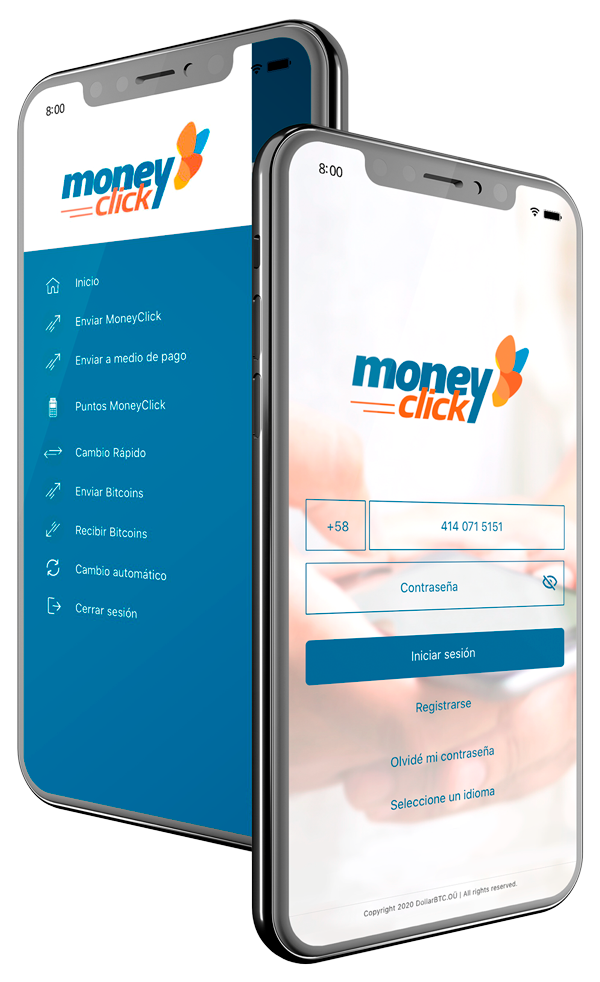 8:00
money
click
Inicio
Enviar MoneyClick
Enviar a medio de pago
Puntos MoneyClick
Cambio Rápido
Enviar Bitcoins
Recibir Bitcoins
Cambio automático
Cerrar sesión
8:00
money
click
+58 414 071 5151
Contraseña
Iniciar sesión
Registrarse
Olvidé mi contraseña
Seleccione un idioma
Copyright 2020 DollarBTC.OÜ | All rights reserved.